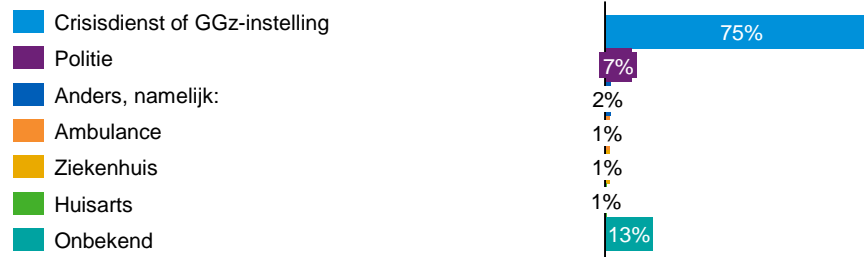 Crisisdienst of GGz-instelling 75%
Politie 7%
Anders, namelijk: 2%
Ambulance 1%
Ziekenhuis 1%
Huisarts 1%
Onbekend 13%